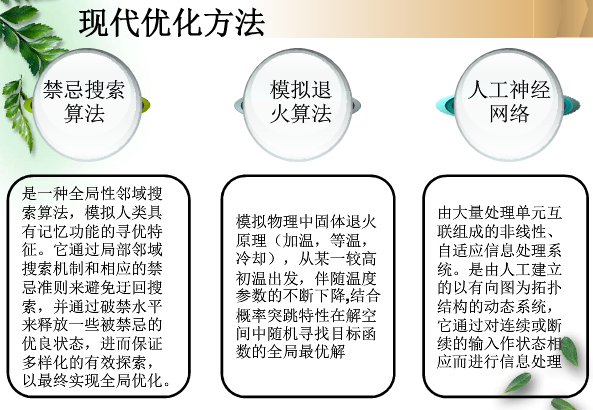 现代优化方法
禁忌搜索
算法
模拟退
火算法
人工神经
网络
是一种全局性邻域搜
索算法，模拟人类具
有记忆功能的寻优特
征。它通过局部邻域
搜索机制和相应的禁
忌准则来避免迂回搜
索，并通过破禁水平
来释放一些被禁忌的
优良状态，进而保证
多样化的有效探索，
以最终实现全局优化。
模拟物理中固体退火
原理（加温，等温，
冷却），从某一较高
初温出发，伴随温度
参数的不断下降,结合
概率突跳特性在解空
间中随机寻找目标函
数的全局最优解
由大量处理单元互
联组成的非线性、
自适应信息处理系
统。是由人工建立
的以有向图为拓扑
结构的动态系统，
它通过对连续或断
续的输入作状态相
应而进行信息处理